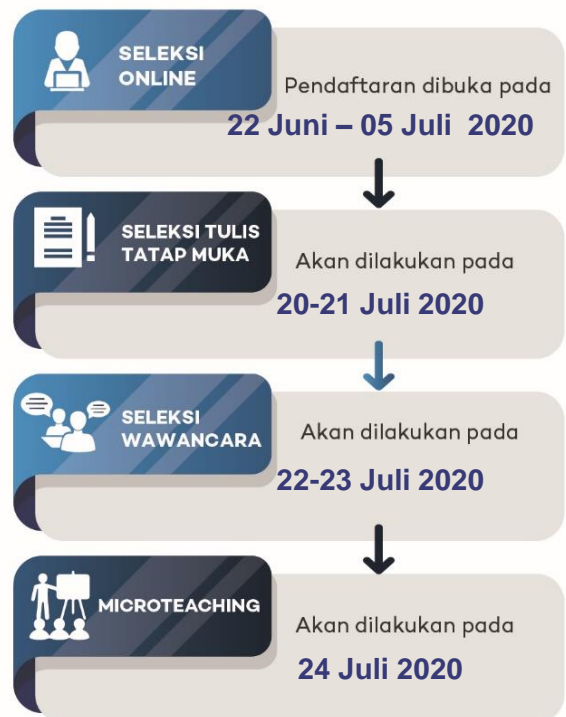 SELEKSI
ONLINE
Pendaftaran dibuka pada
22 Juni – 05 Juli 2020
SELEKSI TULIS
TATAP MUKA
Akan dilakukan pada
20-21 Juli 2020
SELEKSI
WAWANCARA
Akan dilakukan pada
22-23 Juli 2020
MICROTEACHING
Akan dilakukan pada
24 Juli 2020